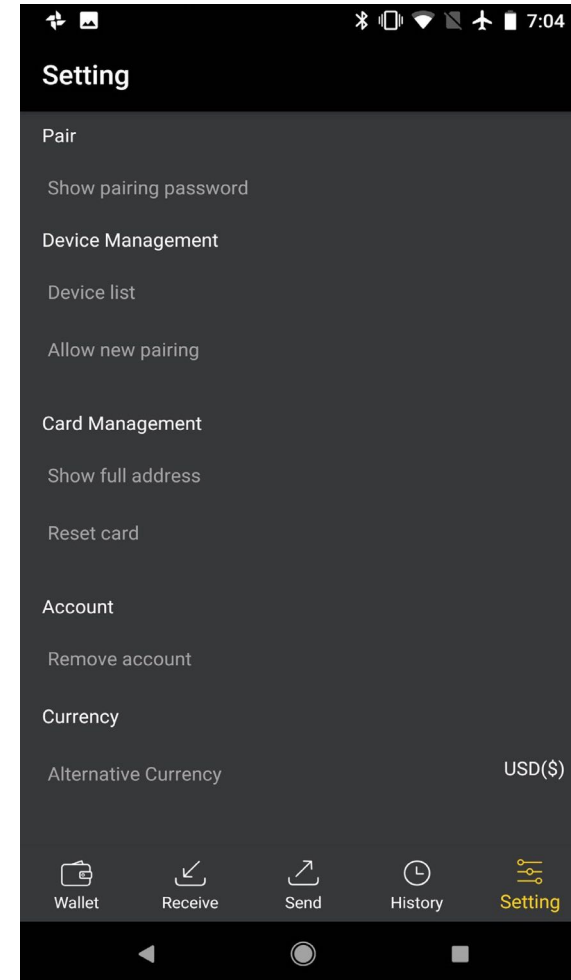 7:04
Setting
Pair
Show pairing password
Device Management
Device list
Allow new pairing
Card Management
Show full address
Reset card
Account
Remove account
Currency
Alternative Currency USD($)
Wallet Receive Send History Setting